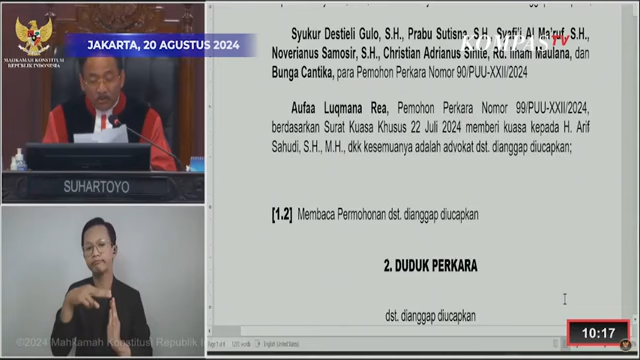 MAHKAMAH KONSTITUSI
REPUBLIK INDONESIA
JAKARTA, 20 AGUSTUS 2024
SUHARTOYO
KOMPASTV
Syukur Destieli Gulo, S.H., Prabu Sutisna, S.H., Syafi'i Al Ma'ruf, S.H.,
Noverianus Samosir, S.H., Christian Adrianus Sihite, Rd. Ilham Maulana, dan
Bunga Cantika, para Pemohon Perkara Nomor 90/PUU-XXII/2024
Aufaa Luqmana Rea, Pemohon Perkara Nomor 99/PUU-XXII/2024,
berdasarkan Surat Kuasa Khusus 22 Juli 2024 memberi kuasa kepada H. Arif
Sahudi, S.H., M.H., dkk kesemuanya adalah advokat dst. dianggap diucapkan;
[1.2] Membaca Permohonan dst. dianggap diucapkan
2. DUDUK PERKARA
dst. dianggap diucapkan
©2024 Mahkamah Konstitusi Republik
English (United States)
10:17